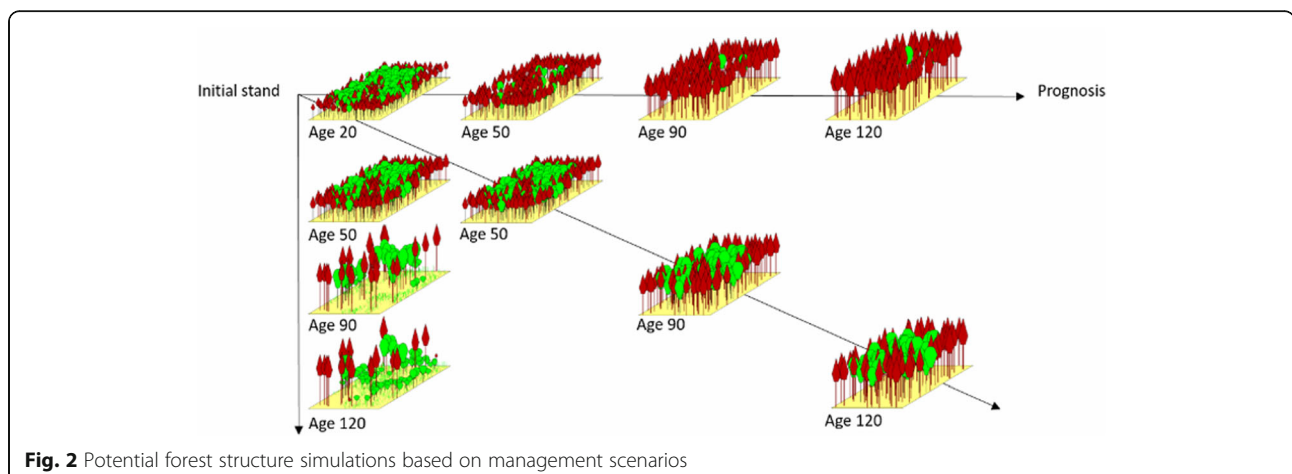 Initial stand
Prognosis
Age 20
Age 50
Age 90
Age 120
Age 50
Age 50
Age 90
Age 90
Age 120
Age 120
Fig. 2 Potential forest structure simulations based on management scenarios